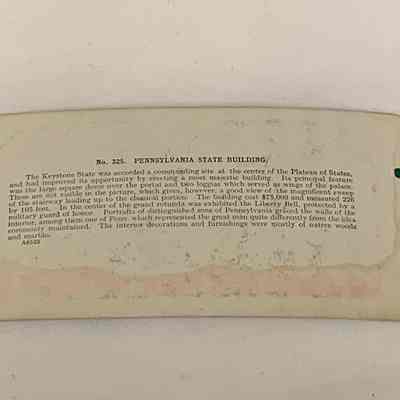 No. 325. PENNSYLVANIA STATE BUILDING.
The Keystone State was accorded a commanding site at the center of the Plateau of States,
and had improved its opportunity by erecting a most majestic building. Its principal feature
was the large square dome over the portal and two loggias which served as wings of the palace.
These are not visible in the picture, which gives, however, a good view of the magnificent sweep
of the stairway leading up to the classical portico. The building cost $75,000 and measured 226
by 105 feet. In the center of the grand rotunda was exhibited the Liberty Bell, protected by a
military guard of honor. Portraits of distinguished sons of Pennsylvania graced the walls of the
interior, among them one of Penn, which represented the great man quite differently from the idea
commonly maintained. The interior decorations and furnishings were mostly of native woods
and marble.